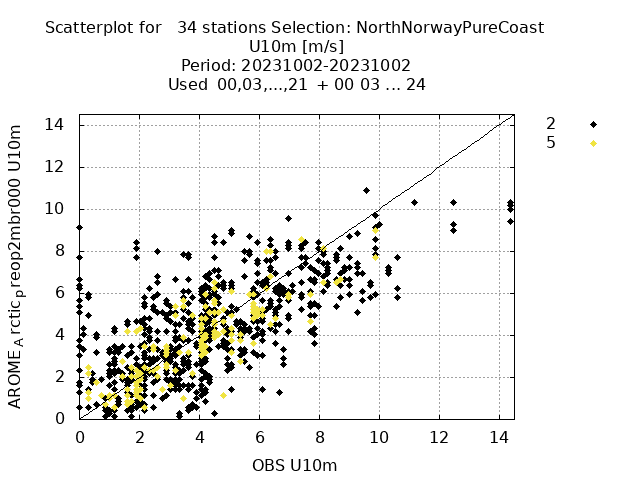 Scatterplot for 34 stations Selection: NorthNorwayPureCoast
U10m [m/s]
Period: 20231002-20231002
Used 00,03,...,21 + 00 03 ... 24
2
5
AROME_Arctic_preop2mbr000 U10m
14
12
10
8
6
4
2
0
0 2 4 6 8 10 12 14
OBS U10m